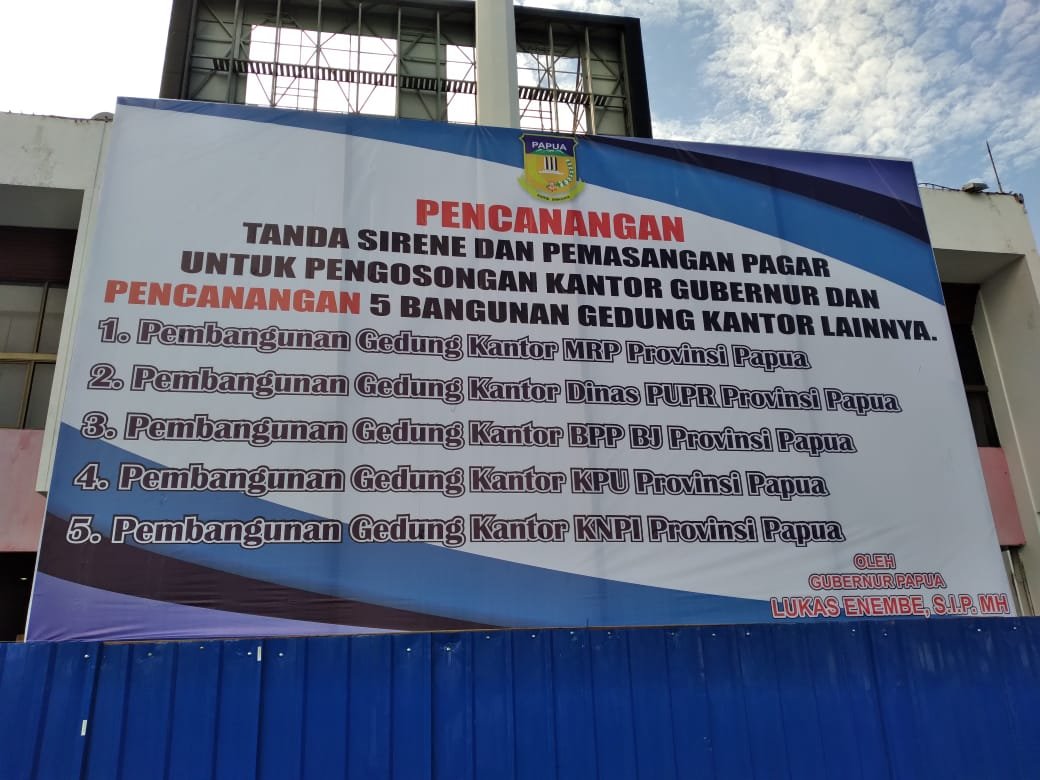 PAPUA
PENCANANGAN
TANDA SIRENE DAN PEMASANGAN PAGAR
UNTUK PENGOSONGAN KANTOR GUBERNUR DAN
PENCANANGAN 5 BANGUNAN GEDUNG KANTOR LAINNYA.
1. Pembangunan Gedung Kantor MRP Provinsi Papua
2. Pembangunan Gedung Kantor Dinas PUPR Provinsi Papua
3. Pembangunan Gedung Kantor BPP BJ Provinsi Papua
4. Pembangunan Gedung Kantor KPU Provinsi Papua
5. Pembangunan Gedung Kantor KNPI Provinsi Papua
OLEH
GUBERNUR PAPUA
LUKAS ENEMBE, S.I.P. MH